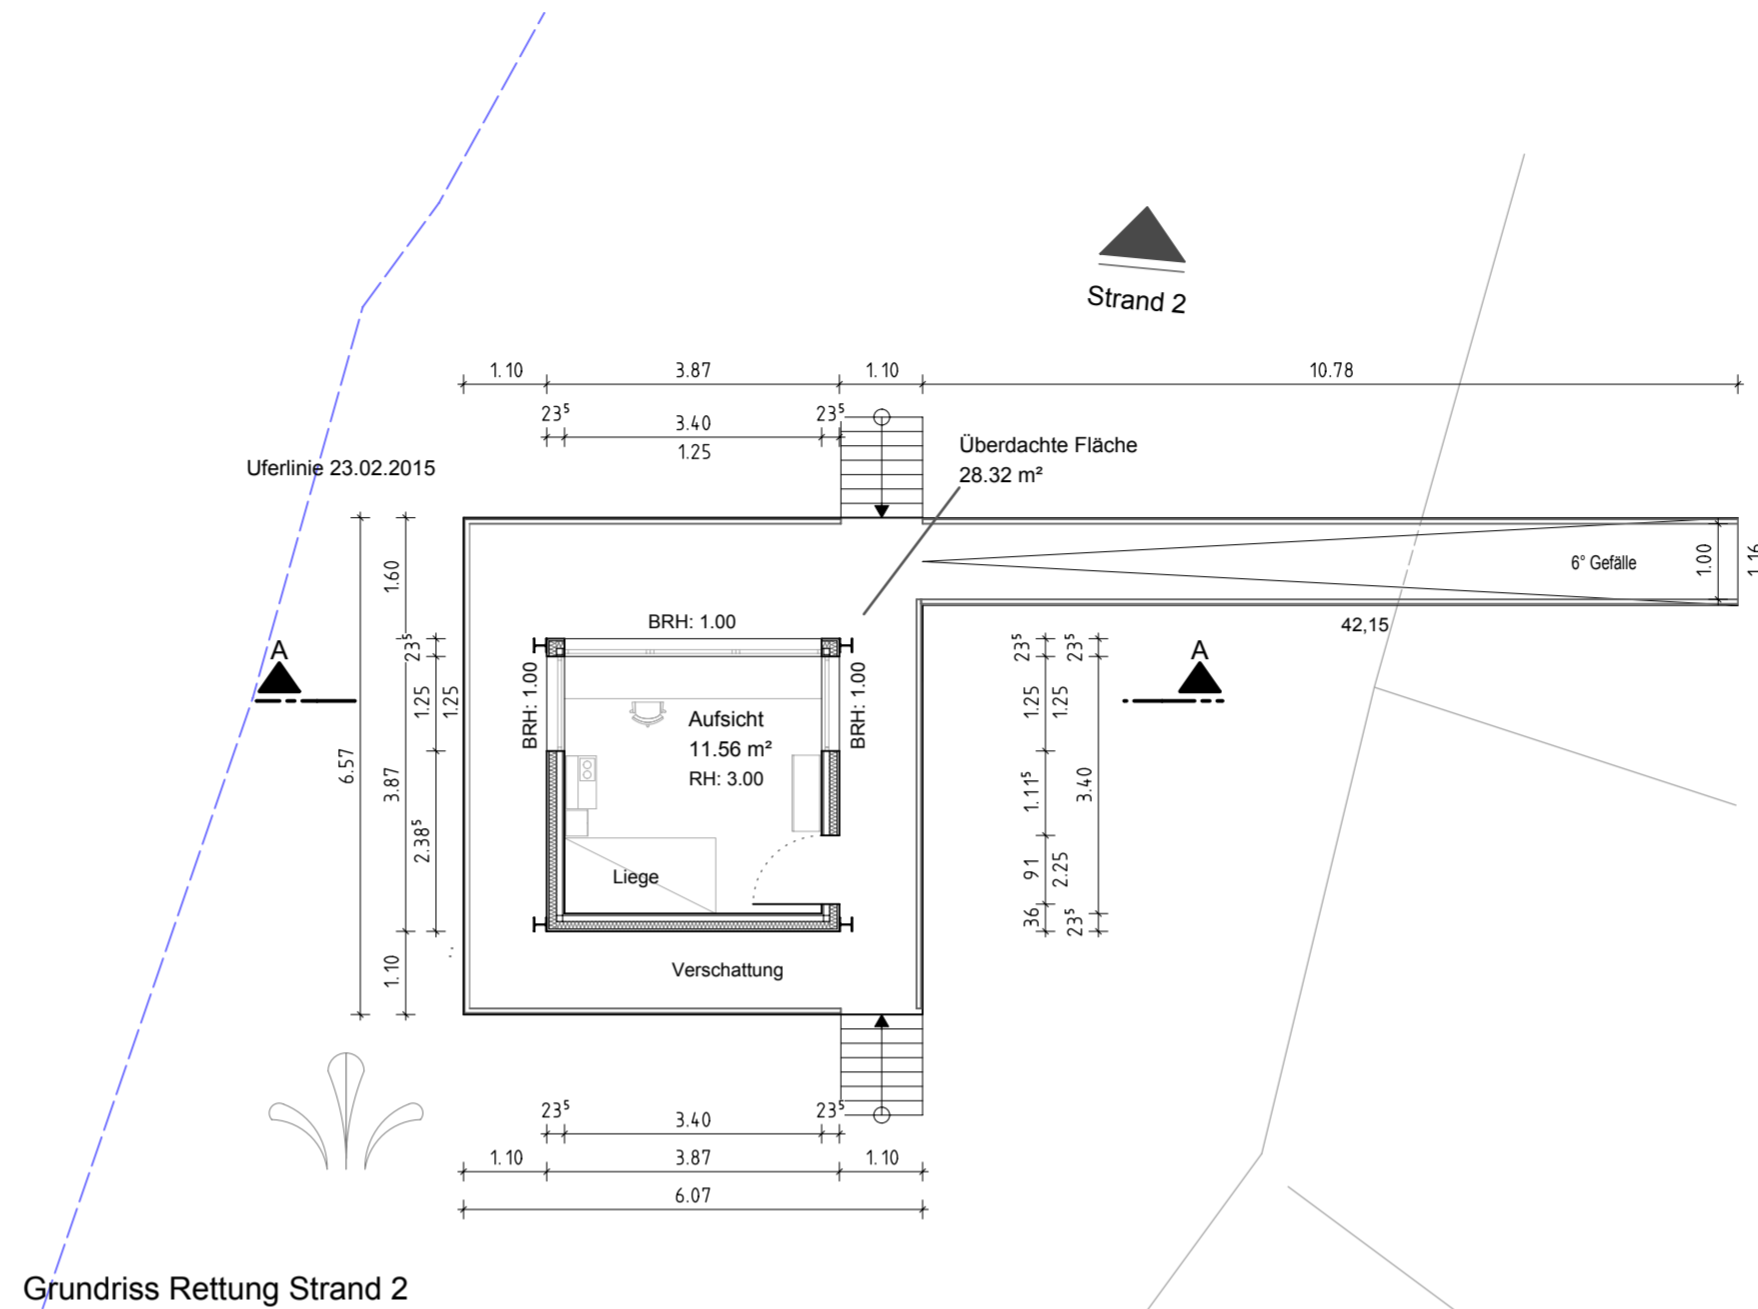 Strand 2
1.10 3.87 1.10 10.78
23⁵ 3.40 23⁵
1.25
Überdachte Fläche
28.32 m²
Uferlinie 23.02.2015
1.60
6° Gefälle
1.00
1.16
42,15
BRH: 1.00
23⁵
23⁵
23⁵
A
A
BRH: 1.00
BRH: 1.00
1.25
1.25
1.25
1.25
Aufsicht
11.56 m²
RH: 3.00
6.57
3.87
2.38⁵
1.11⁵
3.40
91
2.25
Liege
36
23⁵
1.10
Verschattung
23⁵ 3.40 23⁵
1.10 3.87 1.10
6.07
Grundriss Rettung Strand 2